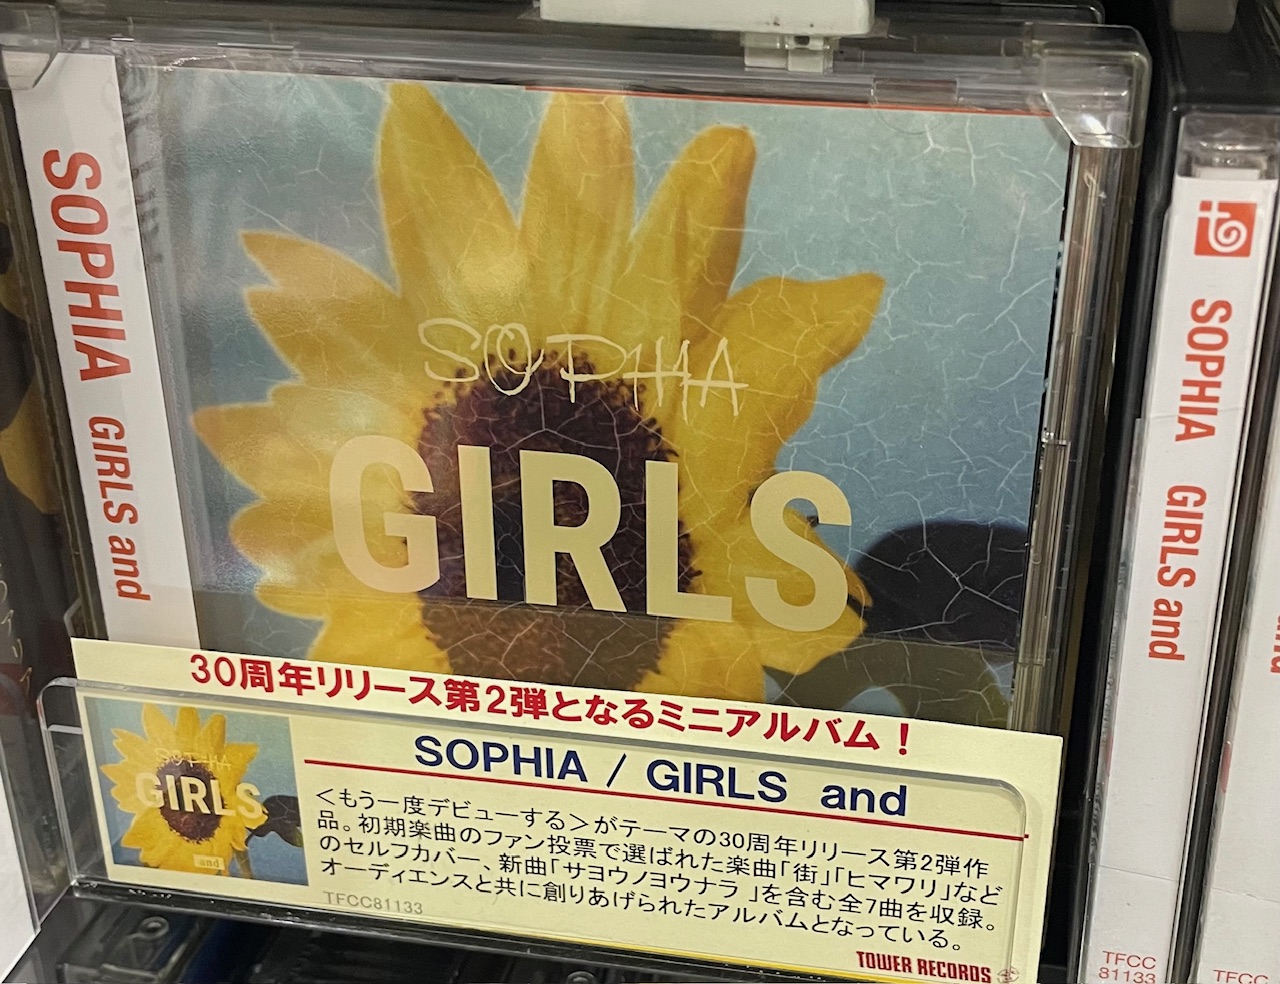 SOPHIA GIRLS and
SOPHIA
GIRLS
30周年リリース第2弾となるミニアルバム！
SOPHIA / GIRLS and
＜もう一度デビューする＞がテーマの30周年リリース第2弾作
品。初期楽曲のファン投票で選ばれた楽曲「街」「ヒマワリ」など
のセルフカバー、新曲「サヨウノヨウナラ」を含む全7曲を収録。
オーディエンスと共に創りあげられたアルバムとなっている。
TFCC81133
TOWER RECORDS
SOPHIA
GIRLS
and
SOPHIA GIRLS and
TFCC
81133
TFCC